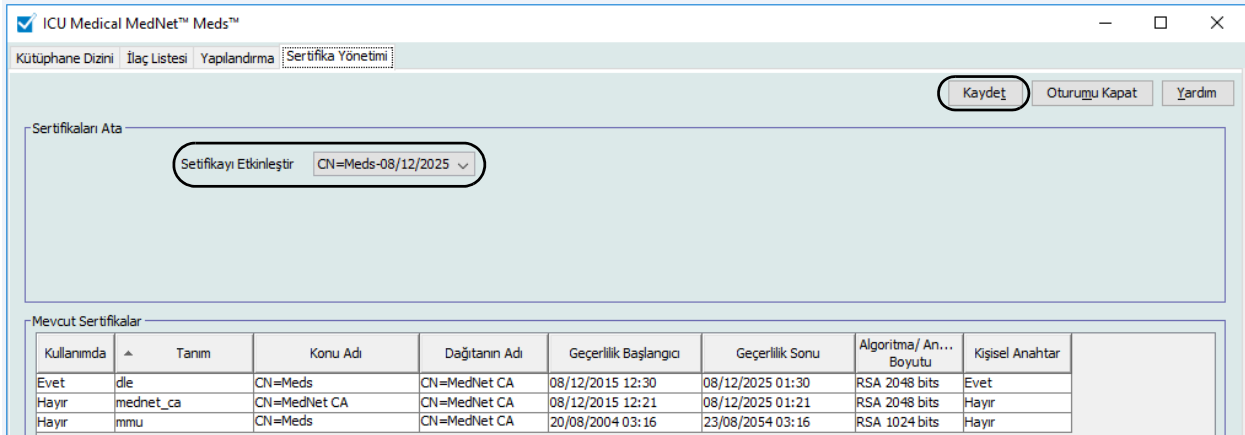 ICU Medical MedNet™ Meds™
Kütüphane Dizini İlaç Listesi Yapılandırma Sertifika Yönetimi
Kaydet Oturumu Kapat Yardım
Sertifikaları Ata
Setifikayı Etkinleştir CN=Meds-08/12/2025
Mevcut Sertifikalar
Kullanımda Tanım Konu Adı Dağıtanın Adı Geçerlilik Başlangıcı Geçerlilik Sonu Algoritma/ An... Boyutu Kişisel Anahtar
Evet dle CN=Meds CN=MedNet CA 08/12/2015 12:30 08/12/2025 01:30 RSA 2048 bits Evet
Hayır mednet_ca CN=MedNet CA CN=MedNet CA 08/12/2015 12:21 08/12/2025 01:21 RSA 2048 bits Hayır
Hayır mmu CN=Meds CN=MedNet CA 20/08/2004 03:16 23/08/2054 03:16 RSA 1024 bits Hayır